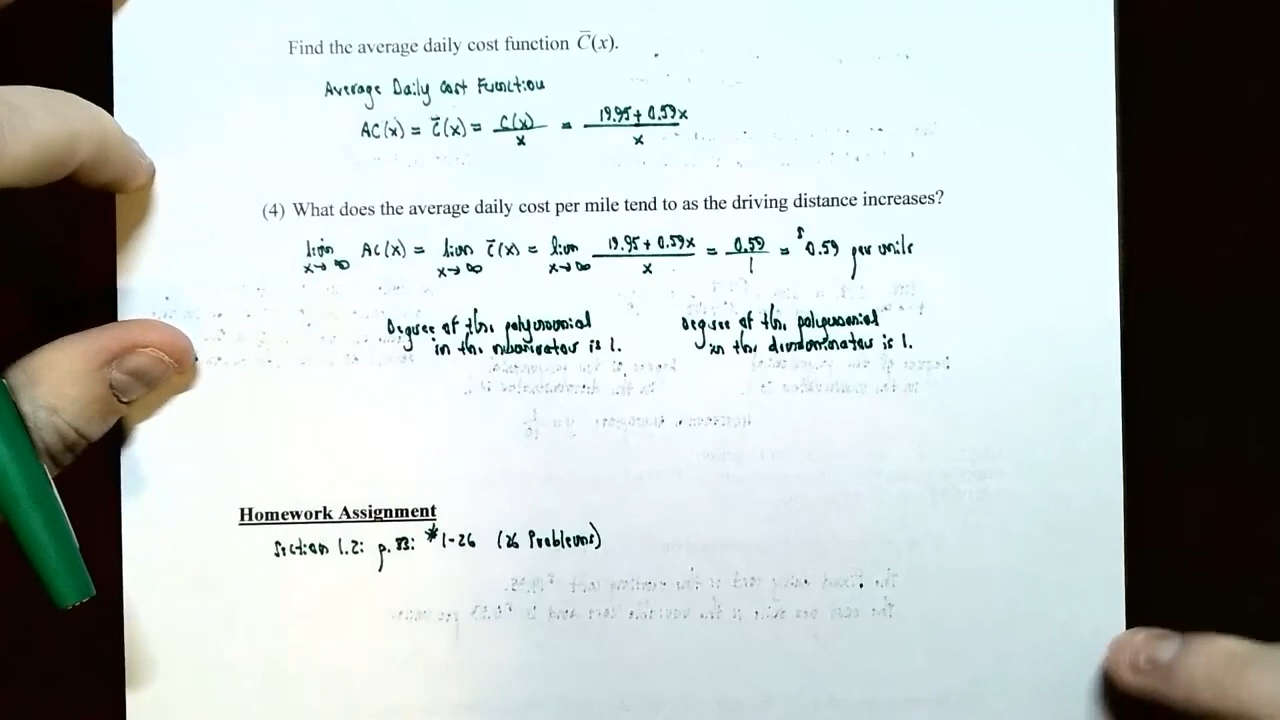 Find the average daily cost function C̅(x).
Average Daily cost Function
AC(x) = C̅(x) = C(x)/x = (19.95 + 0.59x)/x
(4) What does the average daily cost per mile tend to as the driving distance increases?
lim x→∞ AC(x) = lim x→∞ C̅(x) = lim x→∞ (19.95 + 0.59x)/x = 0.59/1 = $0.59 per mile
Degree of the polynomial
in the numerator is 1.
Degree of the polynomial
in the denominator is 1.
Homework Assignment
Section 1.2: p. 83: #1-26 (26 Problems)